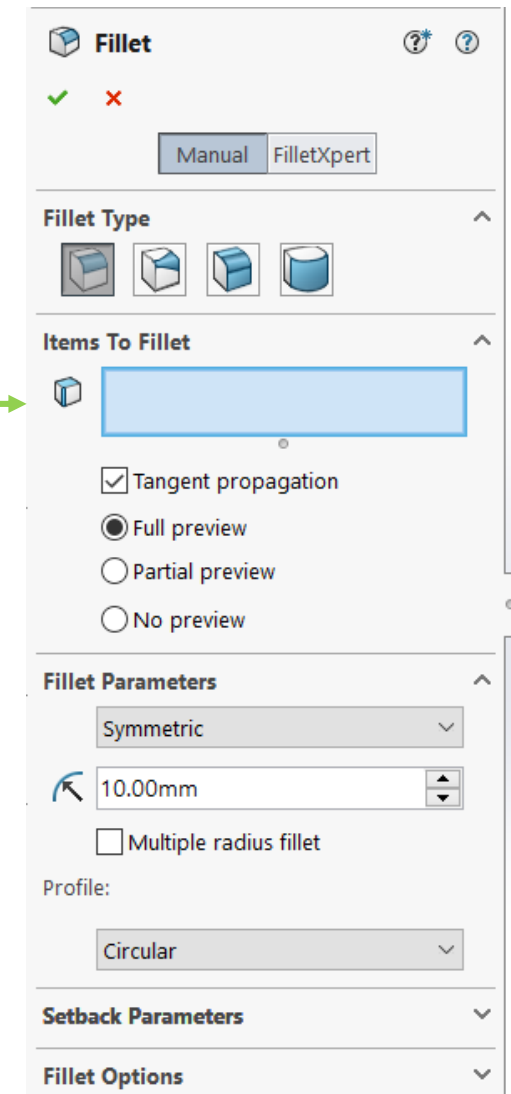 Fillet
Manual FilletXpert
Fillet Type
Items To Fillet
Tangent propagation
Full preview
Partial preview
No preview
Fillet Parameters
Symmetric
10.00mm
Multiple radius fillet
Profile:
Circular
Setback Parameters
Fillet Options